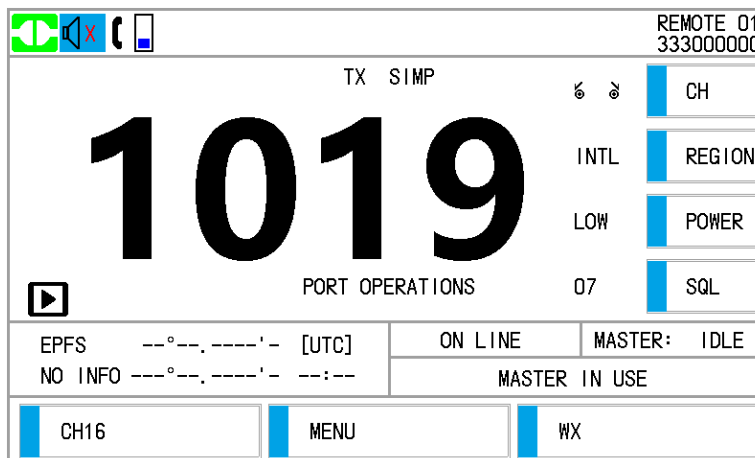 REMOTE 01
333000000
TX SIMP
CH
1019
INTL
REGION
LOW
POWER
PORT OPERATIONS
07
SQL
EPFS --°--.----'- [UTC]
NO INFO ---°--.----'- --:--
ON LINE
MASTER: IDLE
MASTER IN USE
CH16
MENU
WX